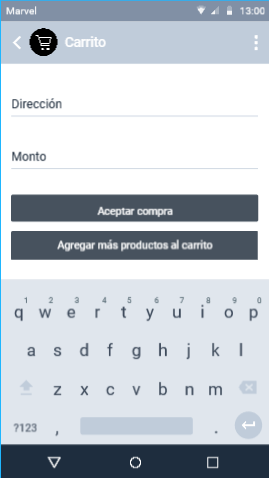 Marvel 13:00
Carrito
Dirección
Monto
Aceptar compra
Agregar más productos al carrito
1 2 3 4 5 6 7 8 9 0
q w e r t y u i o p
a s d f g h j k l
z x c v b n m
?123 , .